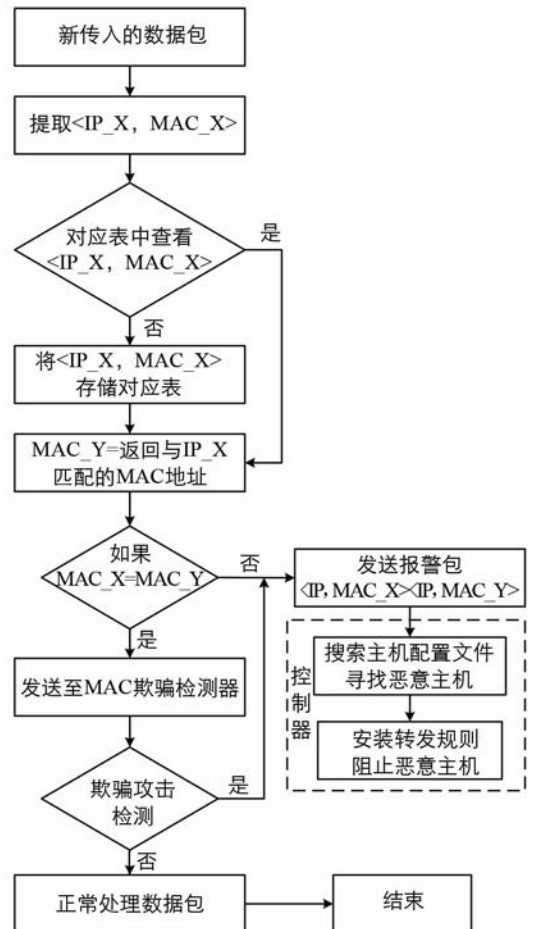 新传入的数据包
提取<IP_X，MAC_X>
对应表中查看
<IP_X，MAC_X>
是
否
将<IP_X，MAC_X>
存储对应表
MAC_Y=返回与IP_X
匹配的MAC地址
如果
MAC_X=MAC_Y
否
是
发送报警包
<IP,MAC_X><IP,MAC_Y>
控制器
搜索主机配置文件
寻找恶意主机
安装转发规则
阻止恶意主机
发送至MAC欺骗检测器
欺骗攻击
检测
是
否
正常处理数据包
结束